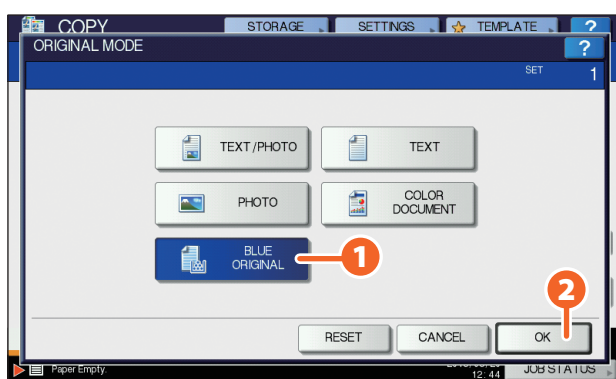 COPY
STORAGE
SETTINGS
TEMPLATE
?
ORIGINAL MODE
?
SET 1
TEXT/PHOTO
TEXT
PHOTO
COLOR
DOCUMENT
BLUE
ORIGINAL
1
2
RESET
CANCEL
OK
Paper Empty.
12:44
JOB STATUS